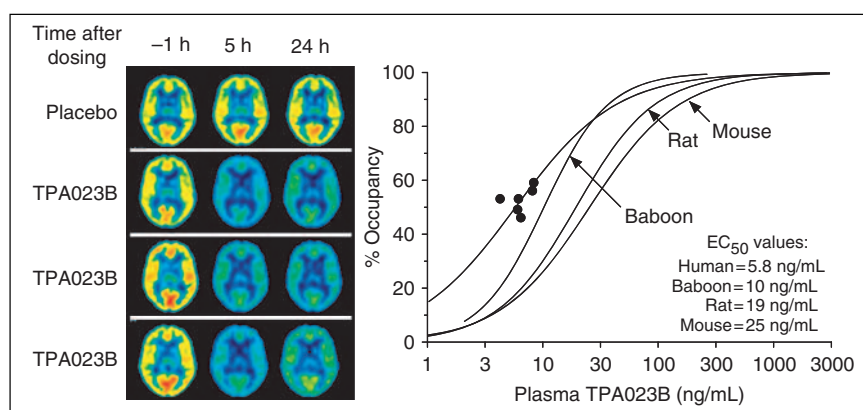 Time after
dosing
–1 h 5 h 24 h
Placebo
TPA023B
TPA023B
TPA023B
% Occupancy
100
80
60
40
20
0
1 3 10 30 100 300 1000 3000
Plasma TPA023B (ng/mL)
Mouse
Rat
Baboon
EC50 values:
Human=5.8 ng/mL
Baboon=10 ng/mL
Rat=19 ng/mL
Mouse=25 ng/mL